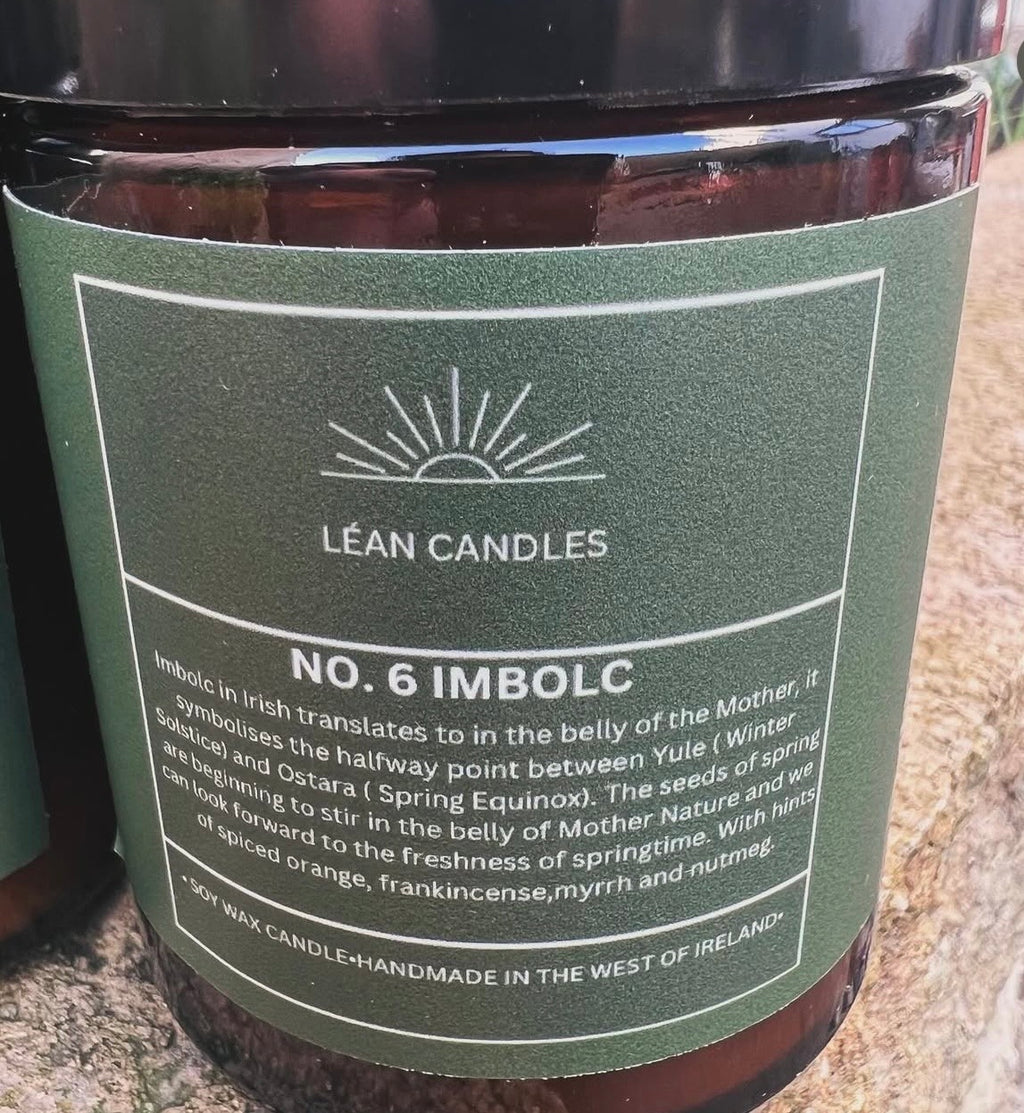 LÉAN CANDLES
NO. 6 IMBOLC
Imbolc in Irish translates to in the belly of the Mother, it
symbolises the halfway point between Yule ( Winter
Solstice) and Ostara ( Spring Equinox). The seeds of spring
are beginning to stir in the belly of Mother Nature and we
can look forward to the freshness of springtime. With hints
of spiced orange, frankincense,myrrh and nutmeg.
•SOY WAX CANDLE•HANDMADE IN THE WEST OF IRELAND•